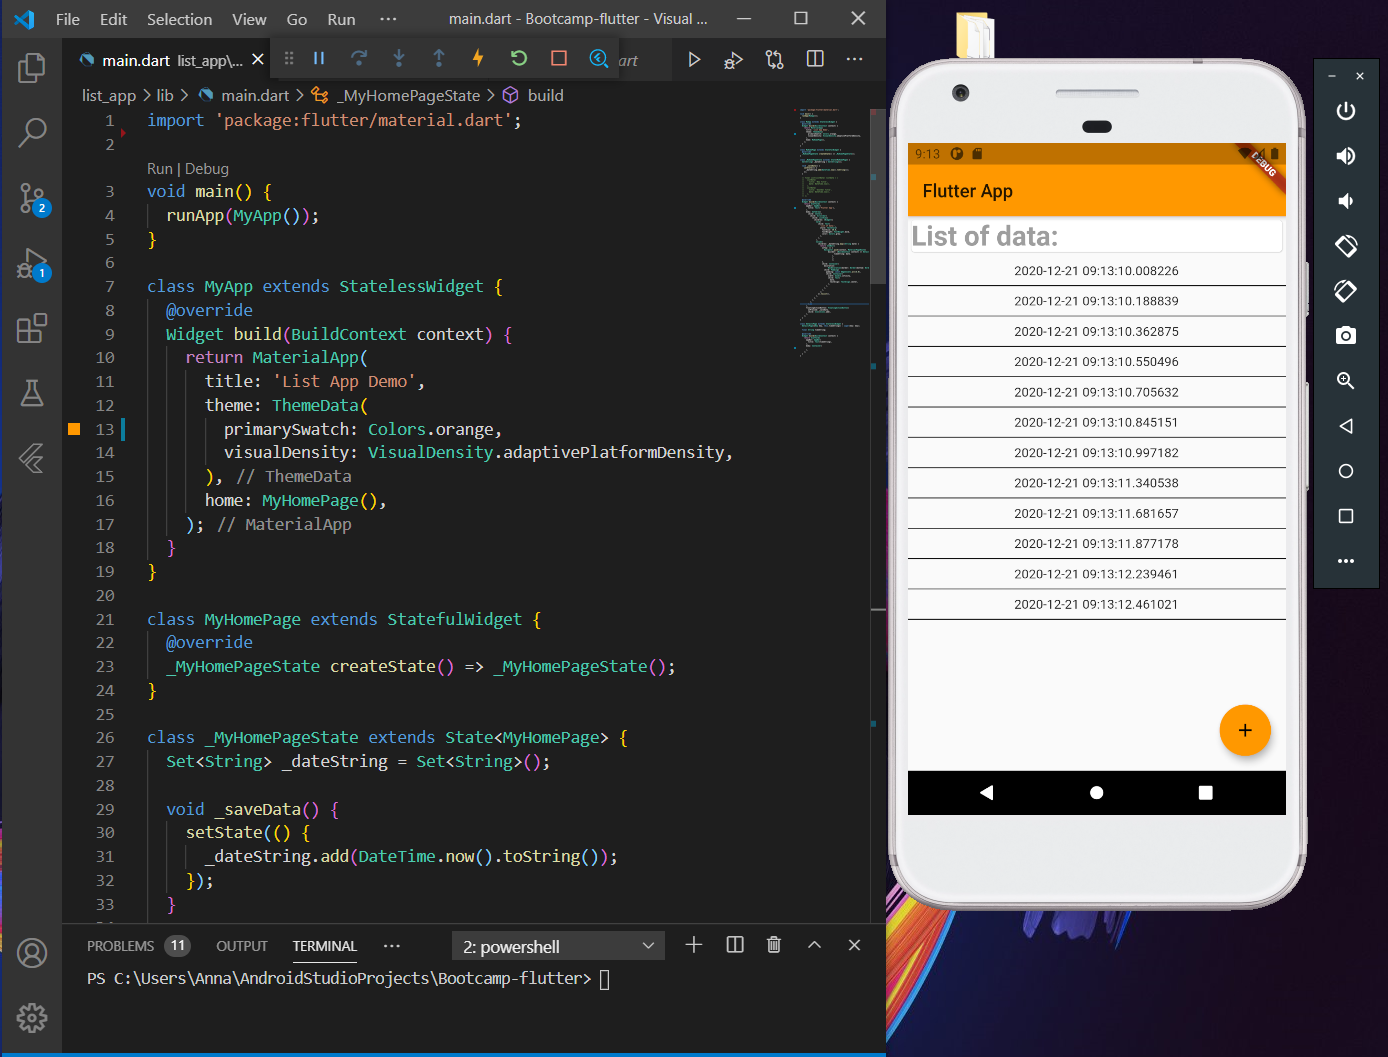 File Edit Selection View Go Run ··· main.dart - Bootcamp-flutter - Visual ...
main.dart list_app\... art
list_app > lib > main.dart > _MyHomePageState > build
1 import 'package:flutter/material.dart';
2
Run | Debug
3 void main() {
4 runApp(MyApp());
5 }
6
7 class MyApp extends StatelessWidget {
8 @override
9 Widget build(BuildContext context) {
10 return MaterialApp(
11 title: 'List App Demo',
12 theme: ThemeData(
13 primarySwatch: Colors.orange,
14 visualDensity: VisualDensity.adaptivePlatformDensity,
15 ), // ThemeData
16 home: MyHomePage(),
17 ); // MaterialApp
18 }
19 }
20
21 class MyHomePage extends StatefulWidget {
22 @override
23 _MyHomePageState createState() => _MyHomePageState();
24 }
25
26 class _MyHomePageState extends State<MyHomePage> {
27 Set<String> _dateString = Set<String>();
28
29 void _saveData() {
30 setState(() {
31 _dateString.add(DateTime.now().toString());
32 });
33 }
2
1
PROBLEMS 11 OUTPUT TERMINAL ··· 2: powershell
PS C:\Users\Anna\AndroidStudioProjects\Bootcamp-flutter>
9:13
DEBUG
Flutter App
List of data:
2020-12-21 09:13:10.008226
2020-12-21 09:13:10.188839
2020-12-21 09:13:10.362875
2020-12-21 09:13:10.550496
2020-12-21 09:13:10.705632
2020-12-21 09:13:10.845151
2020-12-21 09:13:10.997182
2020-12-21 09:13:11.340538
2020-12-21 09:13:11.681657
2020-12-21 09:13:11.877178
2020-12-21 09:13:12.239461
2020-12-21 09:13:12.461021
+